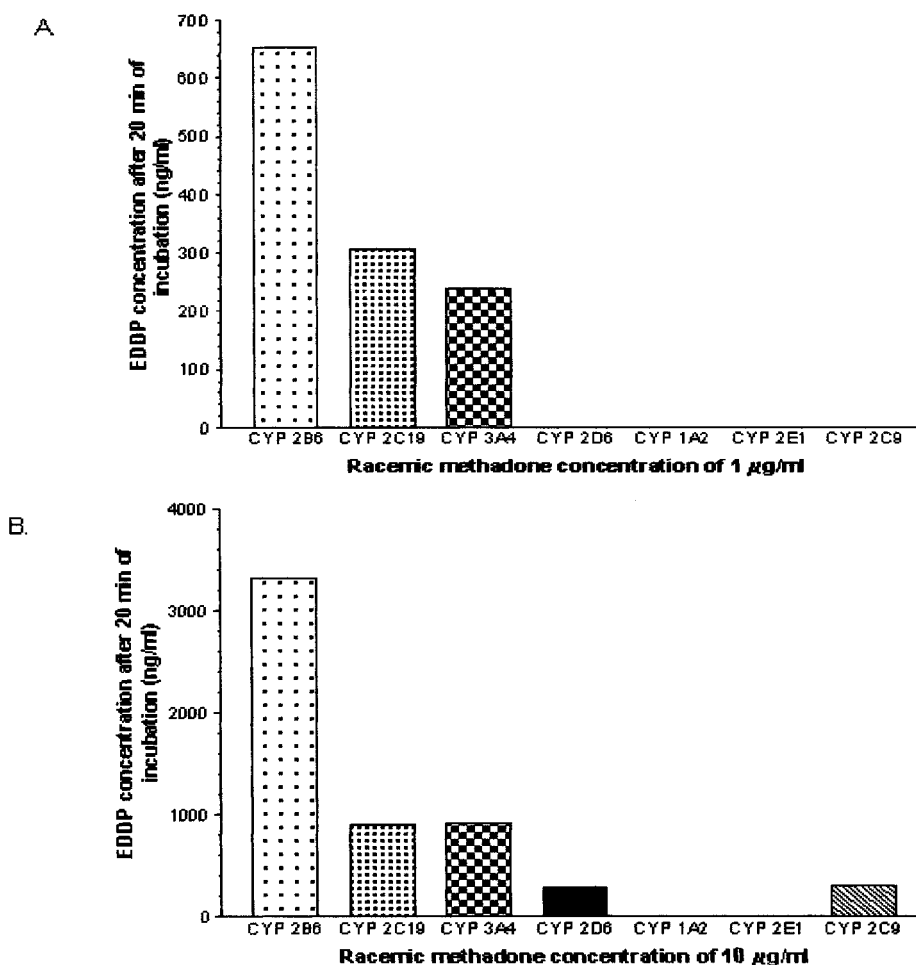 A.
EDDP concentration after 20 min of
incubation (ng/ml)
700
600
500
400
300
200
100
0
CYP 2B6 CYP 2C19 CYP 3A4 CYP 2D6 CYP 1A2 CYP 2E1 CYP 2C9
Racemic methadone concentration of 1 µg/ml
B.
EDDP concentration after 20 min of
incubation (ng/ml)
4000
3000
2000
1000
0
CYP 2B6 CYP 2C19 CYP 3A4 CYP 2D6 CYP 1A2 CYP 2E1 CYP 2C9
Racemic methadone concentration of 10 µg/ml